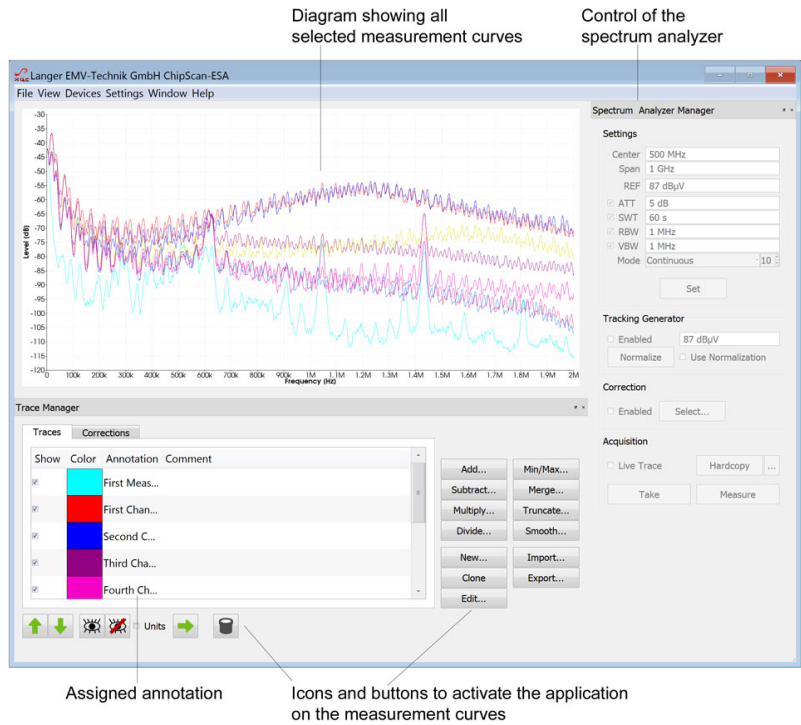 Diagram showing all
selected measurement curves
Control of the
spectrum analyzer
Langer EMV-Technik GmbH ChipScan-ESA
File View Devices Settings Window Help
-30
-35
-40
-45
-50
-55
-60
-65
-70
-75
-80
-85
-90
-95
-100
-105
-110
-115
-120
Level (dB)
0 100k 200k 300k 400k 500k 600k 700k 800k 900k 1M 1.1M 1.2M 1.3M 1.4M 1.5M 1.6M 1.7M 1.8M 1.9M 2M
Frequency (Hz)
Spectrum Analyzer Manager
Settings
Center 500 MHz
Span 1 GHz
REF 87 dBµV
ATT 5 dB
SWT 60 s
RBW 1 MHz
VBW 1 MHz
Mode Continuous 10
Set
Tracking Generator
Enabled 87 dBµV
Normalize Use Normalization
Correction
Enabled Select...
Acquisition
Live Trace Hardcopy ...
Take Measure
Trace Manager
Traces Corrections
Show Color Annotation Comment
First Meas...
First Chan...
Second C...
Third Cha...
Fourth Ch...
Add... Min/Max...
Subtract... Merge...
Multiply... Truncate...
Divide... Smooth...
New... Import...
Clone Export...
Edit...
Units
Assigned annotation
Icons and buttons to activate the application
on the measurement curves